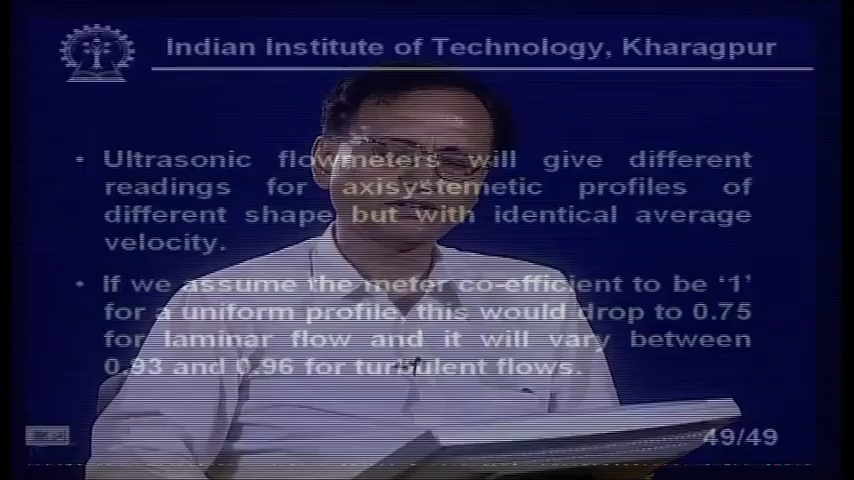 Indian Institute of Technology, Kharagpur
• Ultrasonic flowmeters will give different
readings for axisystemetic profiles of
different shape but with identical average
velocity.
• If we assume the meter co-efficient to be ‘1’
for a uniform profile, this would drop to 0.75
for laminar flow and it will vary between
0.93 and 0.96 for turbulent flows.
49/49